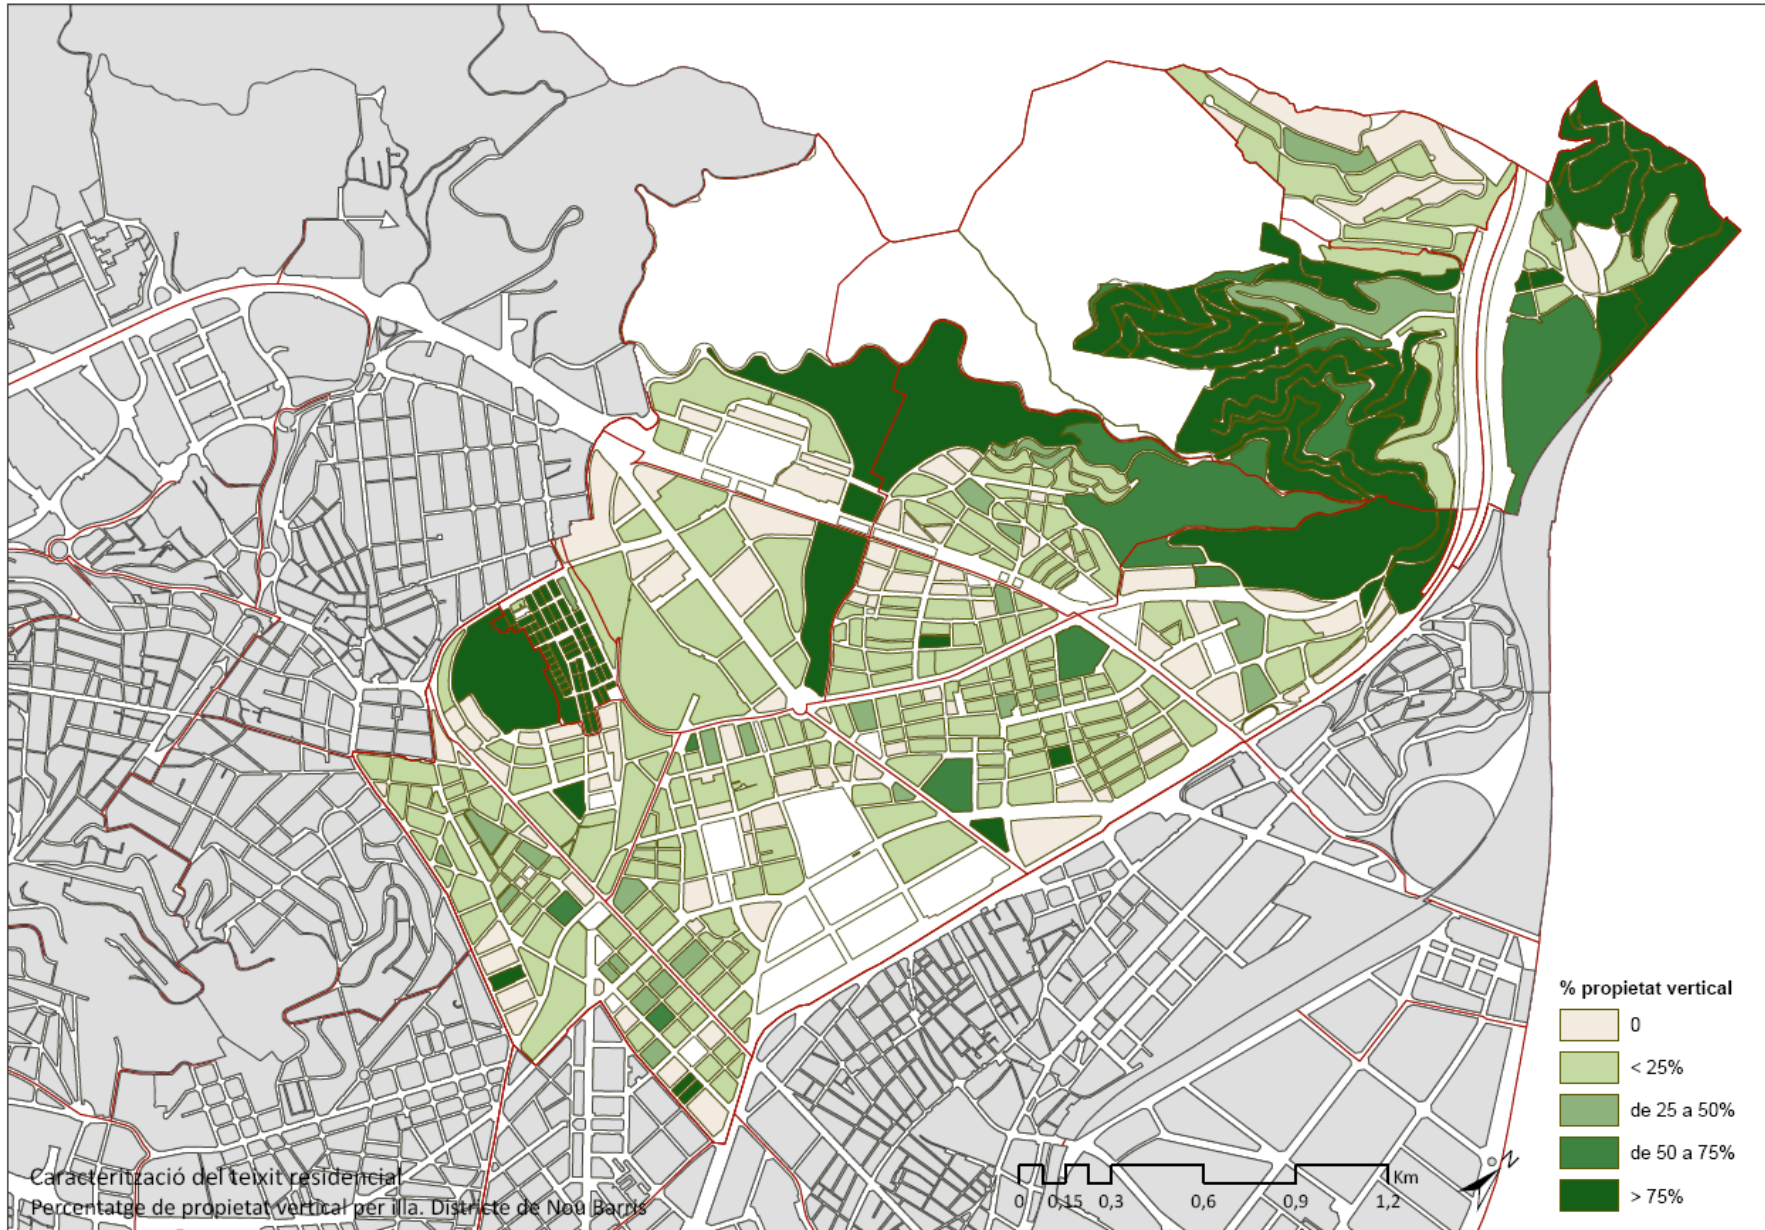 % propietat vertical
0
< 25%
de 25 a 50%
de 50 a 75%
> 75%
N
Km
0 0,15 0,3 0,6 0,9 1,2
Caracterització del teixit residencial
Percentatge de propietat vertical per illa. Districte de Nou Barris